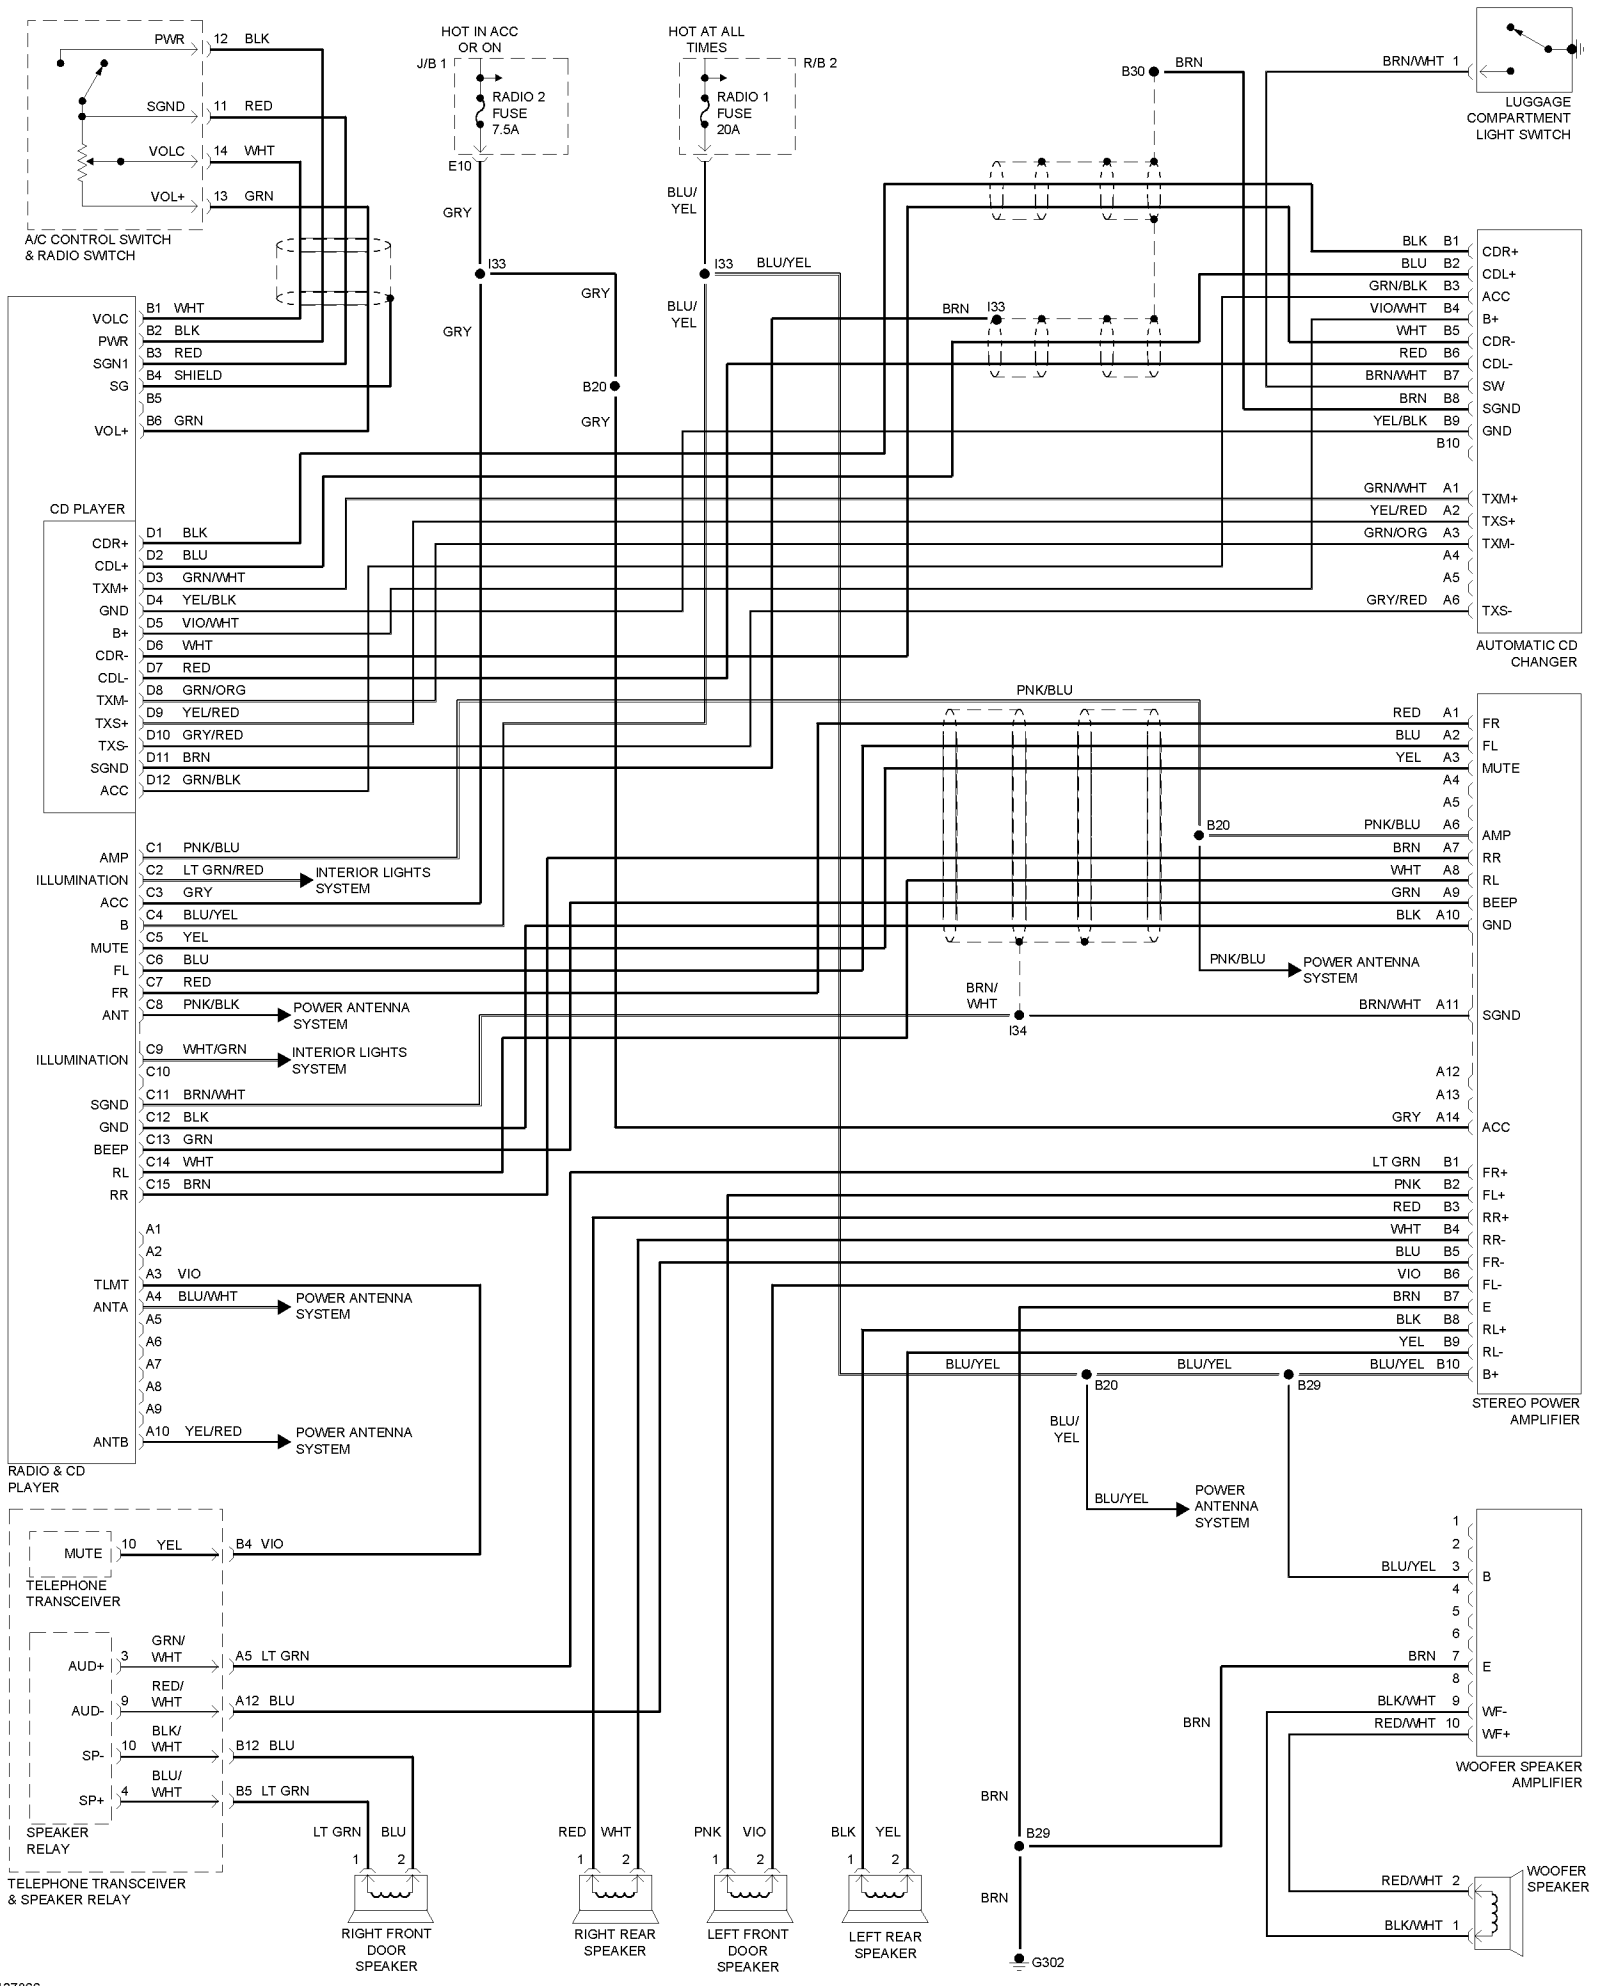 HOT IN ACC
OR ON
J/B 1
RADIO 2
FUSE
7.5A
E10
GRY
I33
GRY
GRY
B20
GRY
HOT AT ALL
TIMES
R/B 2
RADIO 1
FUSE
20A
BLU/
YEL
I33
BLU/YEL
BLU/
YEL
B30
BRN
BRN
I33
BRN/WHT 1
LUGGAGE
COMPARTMENT
LIGHT SWITCH
PWR 12 BLK
SGND 11 RED
VOLC 14 WHT
VOL+ 13 GRN
A/C CONTROL SWITCH
& RADIO SWITCH
VOLC B1 WHT
PWR B2 BLK
SGN1 B3 RED
SG B4 SHIELD
B5
VOL+ B6 GRN
CD PLAYER
CDR+ D1 BLK
CDL+ D2 BLU
TXM+ D3 GRN/WHT
GND D4 YEL/BLK
B+ D5 VIO/WHT
CDR- D6 WHT
CDL- D7 RED
TXM- D8 GRN/ORG
TXS+ D9 YEL/RED
TXS- D10 GRY/RED
SGND D11 BRN
ACC D12 GRN/BLK
AMP C1 PNK/BLU
ILLUMINATION C2 LT GRN/RED
INTERIOR LIGHTS
SYSTEM
ACC C3 GRY
B C4 BLU/YEL
MUTE C5 YEL
FL C6 BLU
FR C7 RED
ANT C8 PNK/BLK
POWER ANTENNA
SYSTEM
ILLUMINATION C9 WHT/GRN
INTERIOR LIGHTS
SYSTEM
C10
SGND C11 BRN/WHT
GND C12 BLK
BEEP C13 GRN
RL C14 WHT
RR C15 BRN
A1
A2
TLMT A3 VIO
ANTA A4 BLU/WHT
POWER ANTENNA
SYSTEM
A5
A6
A7
A8
A9
ANTB A10 YEL/RED
POWER ANTENNA
SYSTEM
RADIO & CD
PLAYER
BLK B1 CDR+
BLU B2 CDL+
GRN/BLK B3 ACC
VIO/WHT B4 B+
WHT B5 CDR-
RED B6 CDL-
BRN/WHT B7 SW
BRN B8 SGND
YEL/BLK B9 GND
B10
GRN/WHT A1 TXM+
YEL/RED A2 TXS+
GRN/ORG A3 TXM-
A4
A5
GRY/RED A6 TXS-
AUTOMATIC CD
CHANGER
PNK/BLU
RED A1 FR
BLU A2 FL
YEL A3 MUTE
A4
A5
B20
PNK/BLU A6 AMP
BRN A7 RR
WHT A8 RL
GRN A9 BEEP
BLK A10 GND
PNK/BLU
POWER ANTENNA
SYSTEM
BRN/
WHT
I34
BRN/WHT A11 SGND
A12
A13
GRY A14 ACC
LT GRN B1 FR+
PNK B2 FL+
RED B3 RR+
WHT B4 RR-
BLU B5 FR-
VIO B6 FL-
BRN B7 E
BLK B8 RL+
YEL B9 RL-
BLU/YEL
B20
BLU/YEL
B29
BLU/YEL B10 B+
STEREO POWER
AMPLIFIER
BLU/
YEL
BLU/YEL
POWER
ANTENNA
SYSTEM
1
2
BLU/YEL 3 B
4
5
6
BRN 7 E
8
BLK/WHT 9 WF-
RED/WHT 10 WF+
WOOFER SPEAKER
AMPLIFIER
MUTE 10 YEL B4 VIO
TELEPHONE
TRANSCEIVER
GRN/
AUD+ 3 WHT A5 LT GRN
RED/
AUD- 9 WHT A12 BLU
BLK/
SP- 10 WHT B12 BLU
BLU/
SP+ 4 WHT B5 LT GRN
SPEAKER
RELAY
TELEPHONE TRANSCEIVER
& SPEAKER RELAY
LT GRN BLU
1 2
RIGHT FRONT
DOOR
SPEAKER
RED WHT
1 2
RIGHT REAR
SPEAKER
PNK VIO
1 2
LEFT FRONT
DOOR
SPEAKER
BLK YEL
1 2
LEFT REAR
SPEAKER
BRN
BRN
B29
BRN
G302
RED/WHT 2
BLK/WHT 1
WOOFER
SPEAKER